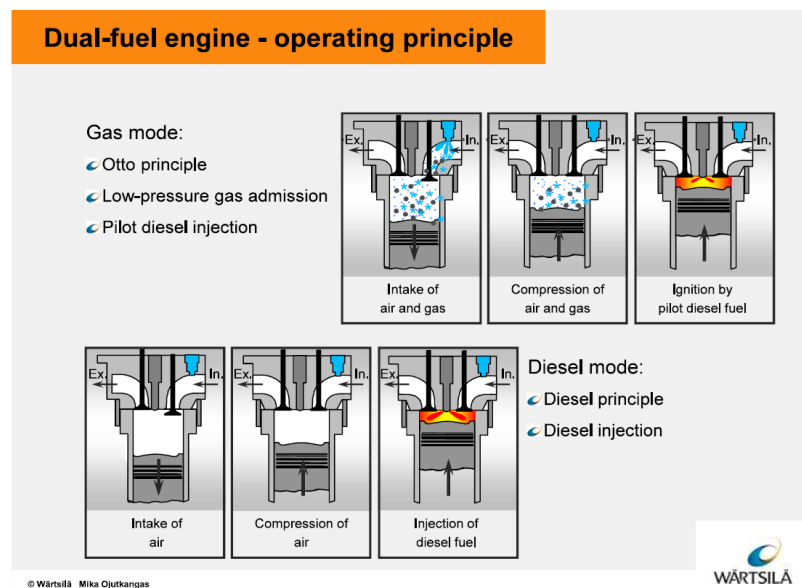 Dual-fuel engine - operating principle
Gas mode:
Otto principle
Low-pressure gas admission
Pilot diesel injection
Ex. In.
Ex. In.
Ex. In.
Intake of
air and gas
Compression of
air and gas
Ignition by
pilot diesel fuel
Ex. In.
Ex. In.
Ex. In.
Intake of
air
Compression of
air
Injection of
diesel fuel
Diesel mode:
Diesel principle
Diesel injection
WÄRTSILÄ
© Wärtsilä Mika Ojutkangas